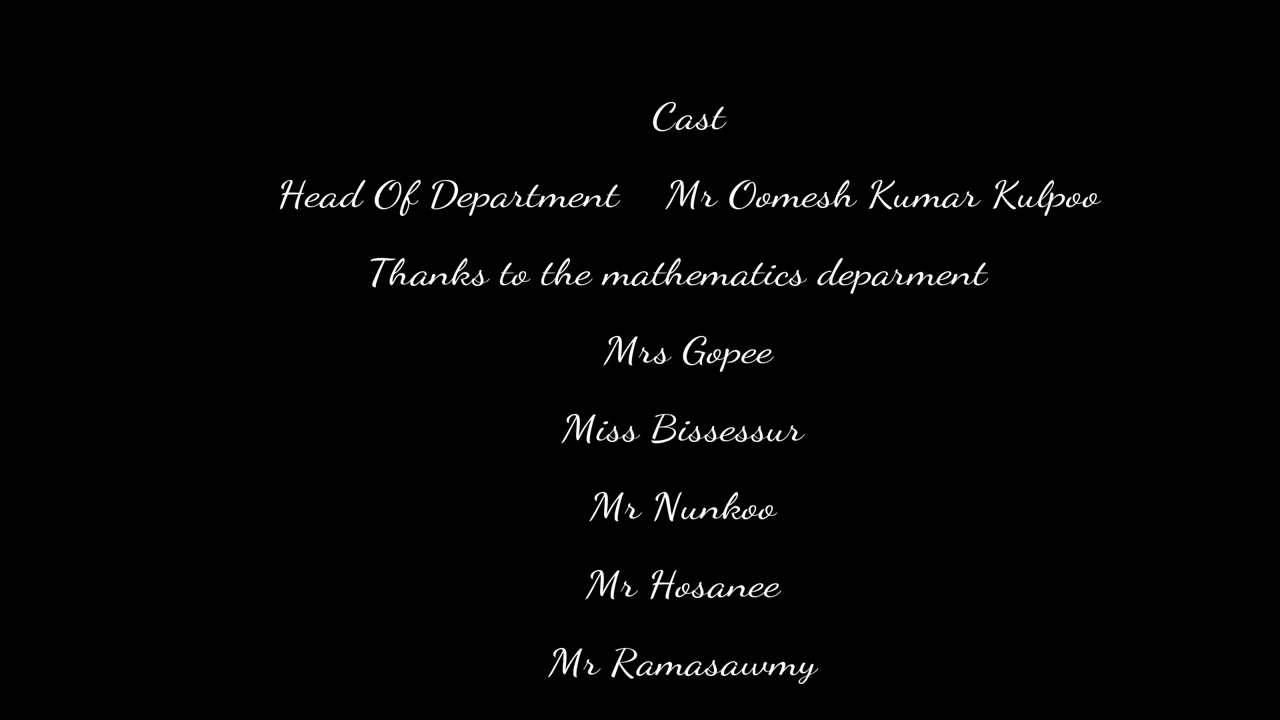 Cast
Head Of Department Mr Oomesh Kumar Kulpoo
Thanks to the mathematics deparment
Mrs Gopee
Miss Bissessur
Mr Nunkoo
Mr Hosanee
Mr Ramasawmy